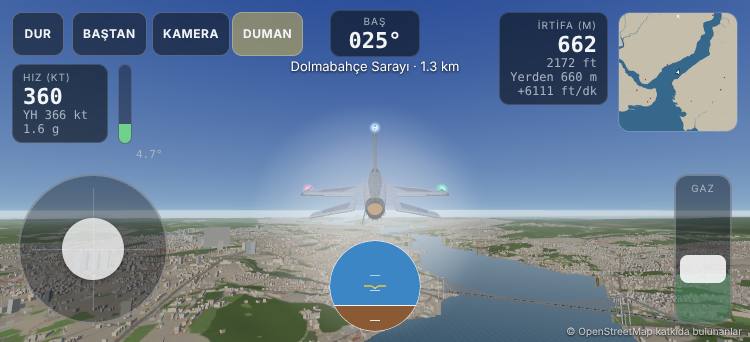 DUR
BAŞTAN
KAMERA
DUMAN
BAŞ
025°
Dolmabahçe Sarayı · 1.3 km
HIZ (KT)
360
YH 366 kt
1.6 g
4.7°
İRTİFA (M)
662
2172 ft
Yerden 660 m
+6111 ft/dk
GAZ
© OpenStreetMap katkıda bulunanlar